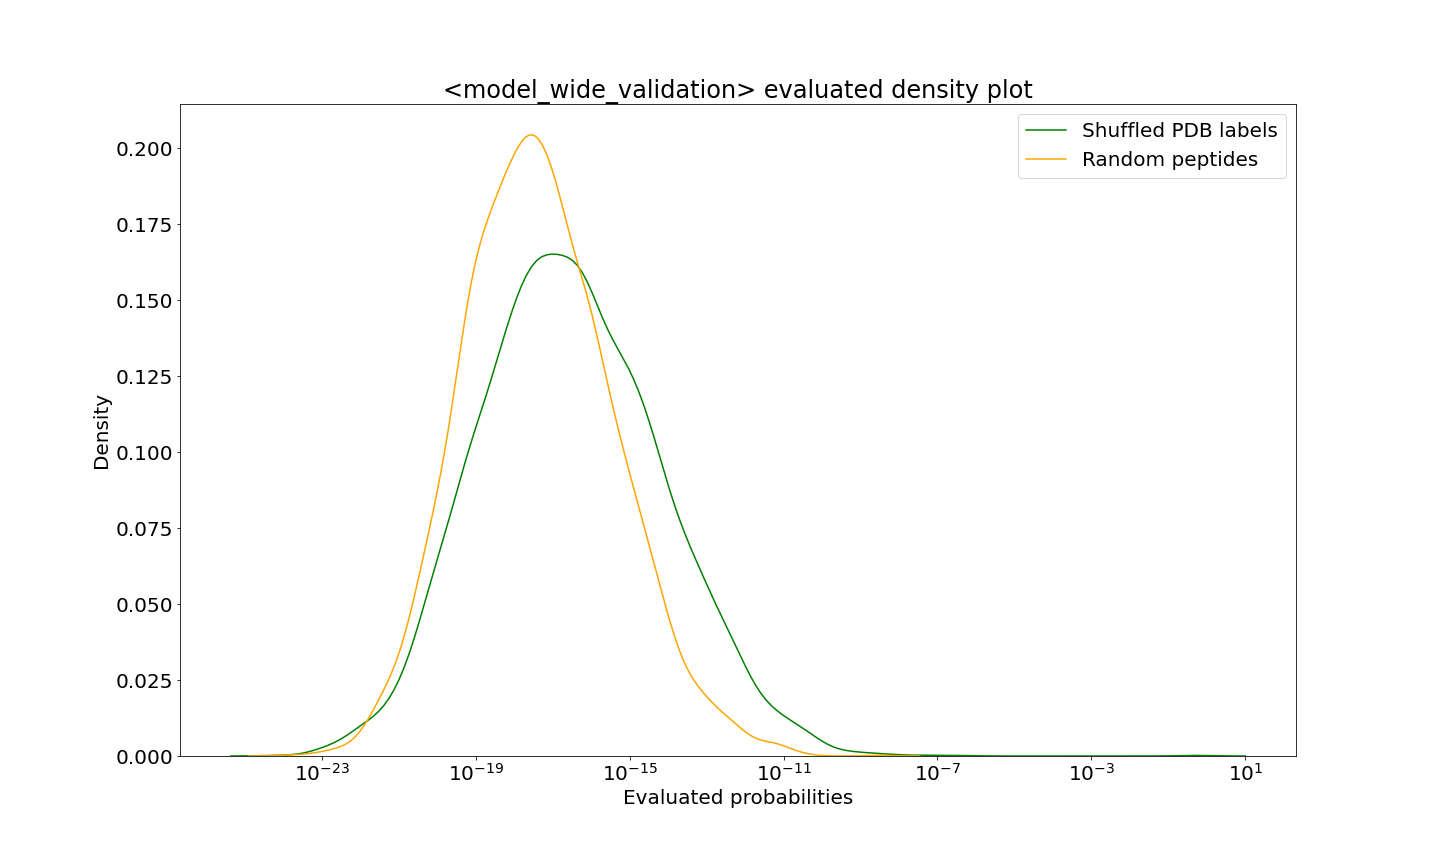 <model_wide_validation> evaluated density plot
Shuffled PDB labels
Random peptides
0.200
0.175
0.150
0.125
0.100
0.075
0.050
0.025
0.000
Density
10⁻²³ 10⁻¹⁹ 10⁻¹⁵ 10⁻¹¹ 10⁻⁷ 10⁻³ 10¹
Evaluated probabilities